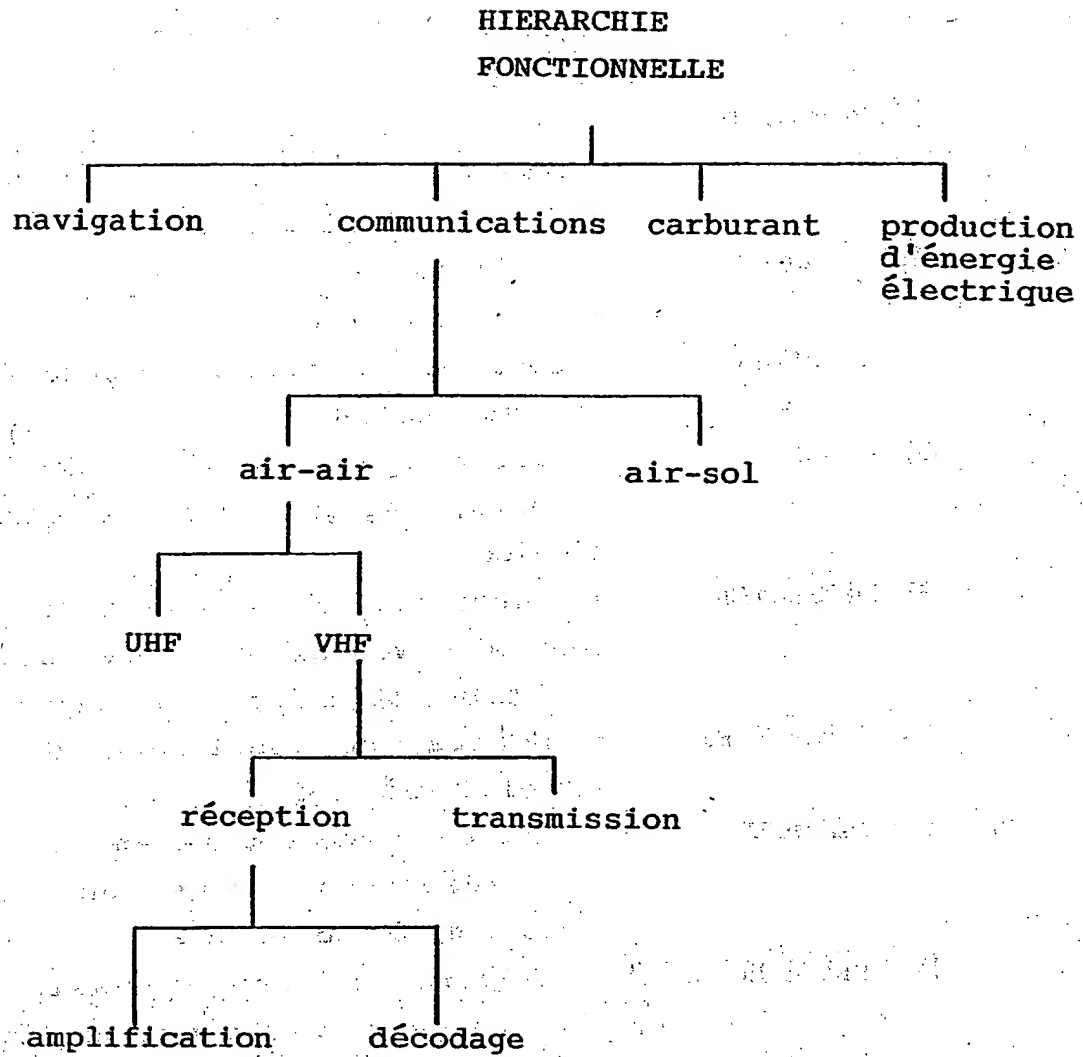 HIERARCHIE
FONCTIONNELLE
navigation
communications
carburant
production
d'énergie
électrique
air-air
air-sol
UHF
VHF
réception
transmission
amplification
décodage